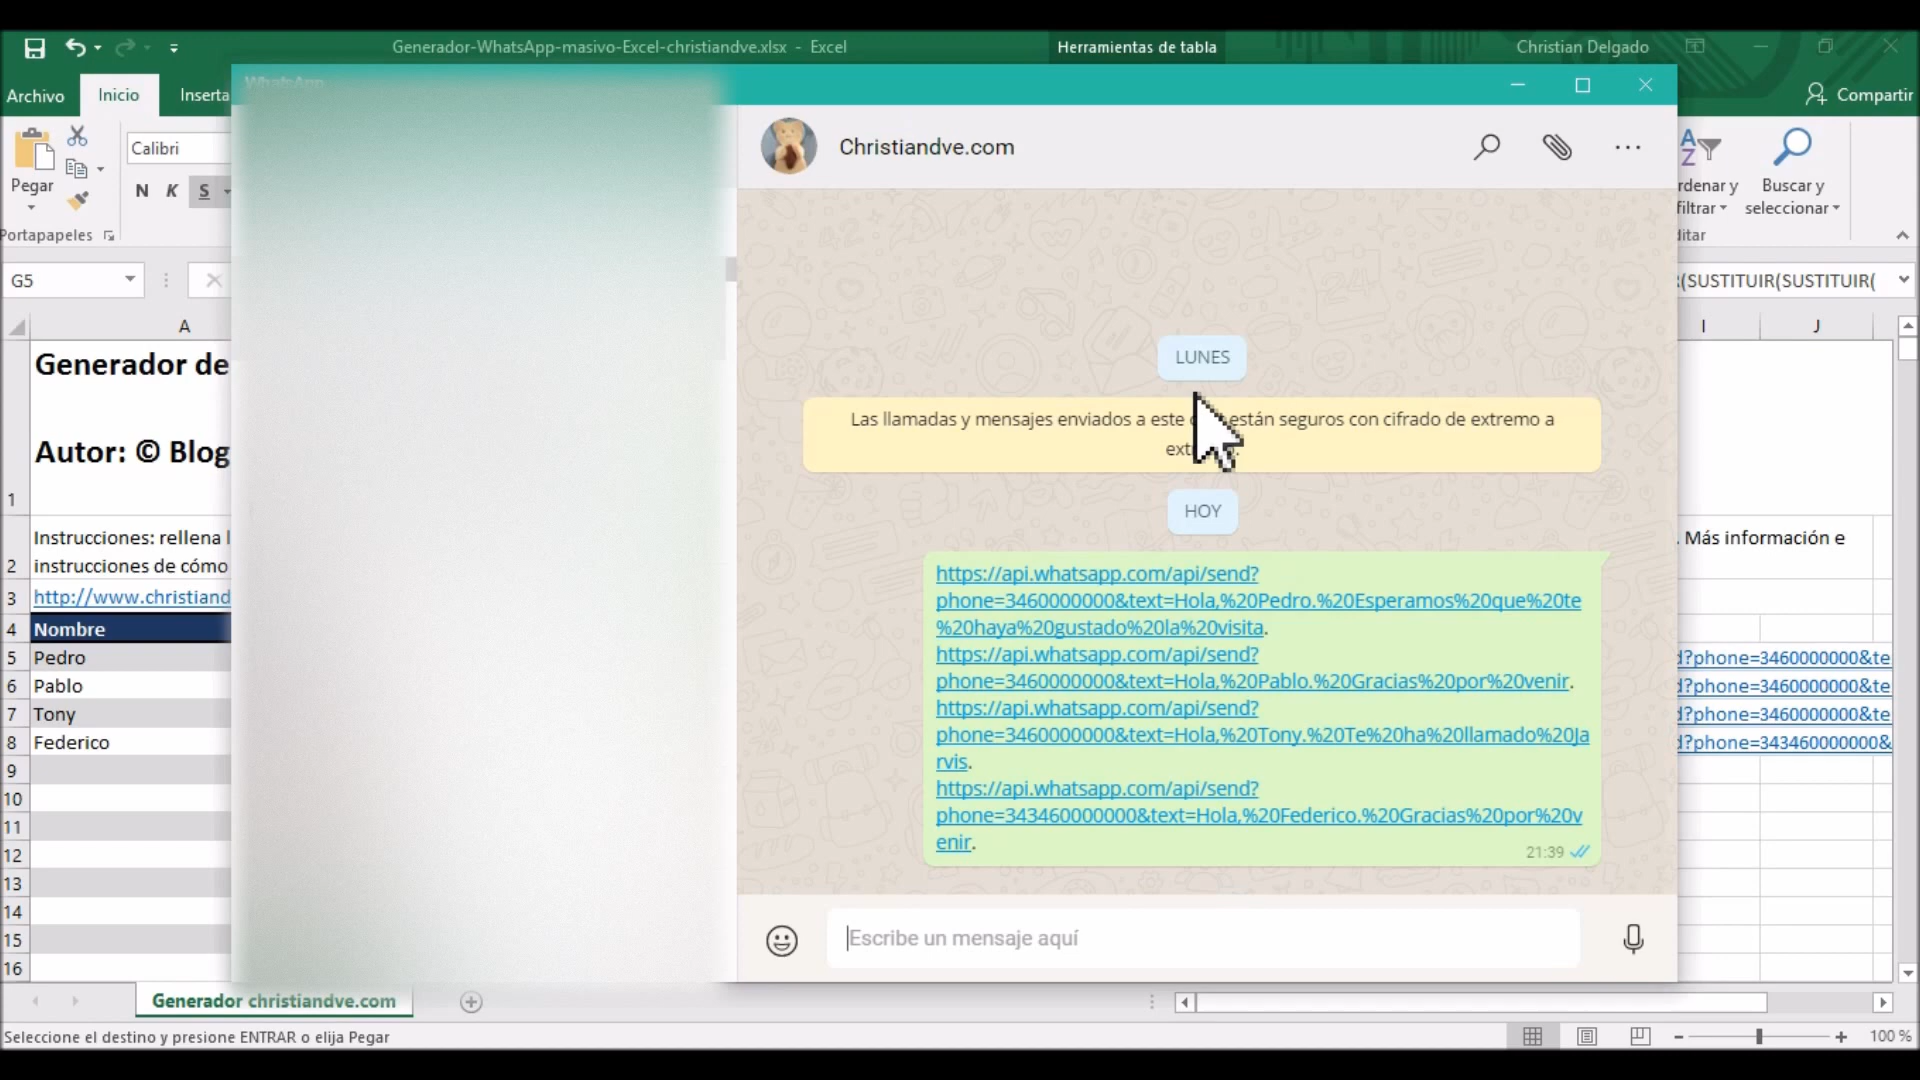 Generador-WhatsApp-masivo-Excel-christiandve.xlsx - Excel
Herramientas de tabla
Christian Delgado
Archivo
Inicio
Inserta
WhatsApp
Compartir
Pegar
Calibri
N K S
Portapapeles
Christiandve.com
rdenar y
filtrar
Buscar y
seleccionar
ditar
G5
(SUSTITUIR(SUSTITUIR(
A
I
J
1
Generador de
Autor: © Blog
2
Instrucciones: rellena l
instrucciones de cómo
. Más información e
3
http://www.christiand
4
Nombre
5
Pedro
d?phone=3460000000&te
6
Pablo
d?phone=3460000000&te
7
Tony
d?phone=3460000000&te
8
Federico
d?phone=343460000000&
9
10
11
12
13
14
15
16
LUNES
Las llamadas y mensajes enviados a este están seguros con cifrado de extremo a
HOY
https://api.whatsapp.com/api/send?
phone=3460000000&text=Hola,%20Pedro.%20Esperamos%20que%20te
%20haya%20gustado%20la%20visita.
https://api.whatsapp.com/api/send?
phone=3460000000&text=Hola,%20Pablo.%20Gracias%20por%20venir.
https://api.whatsapp.com/api/send?
phone=3460000000&text=Hola,%20Tony.%20Te%20ha%20llamado%20Ja
rvis.
https://api.whatsapp.com/api/send?
phone=343460000000&text=Hola,%20Federico.%20Gracias%20por%20v
enir.
21:39
Escribe un mensaje aquí
Generador christiandve.com
Seleccione el destino y presione ENTRAR o elija Pegar
100 %